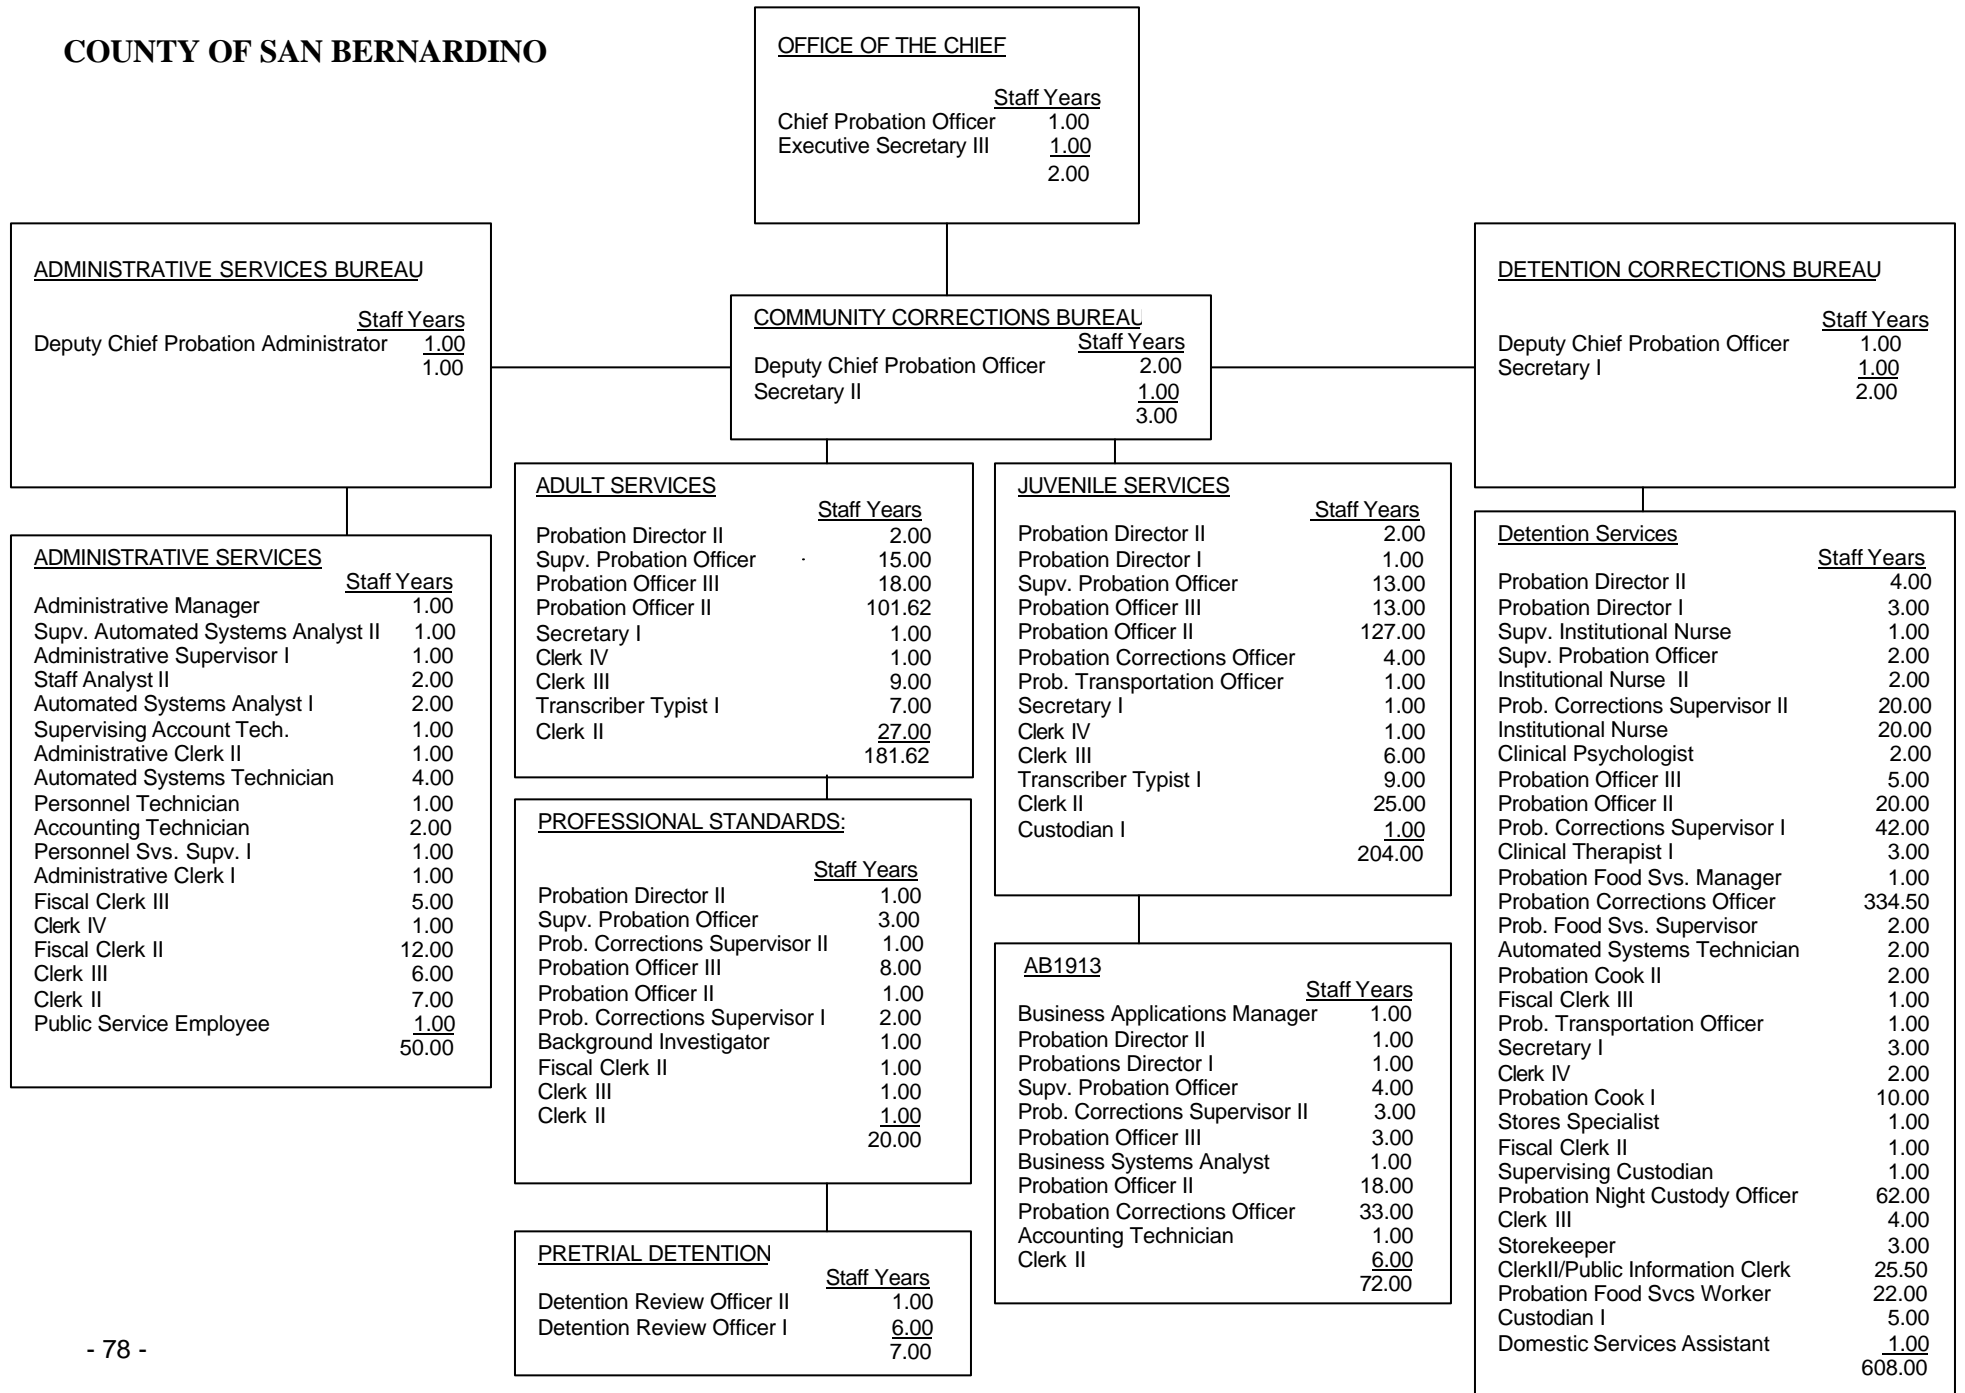 COUNTY OF SAN BERNARDINO
OFFICE OF THE CHIEF
Staff Years
Chief Probation Officer 1.00
Executive Secretary III 1.00
2.00
ADMINISTRATIVE SERVICES BUREAU
Staff Years
Deputy Chief Probation Administrator 1.00
1.00
COMMUNITY CORRECTIONS BUREAU
Staff Years
Deputy Chief Probation Officer 2.00
Secretary II 1.00
3.00
DETENTION CORRECTIONS BUREAU
Staff Years
Deputy Chief Probation Officer 1.00
Secretary I 1.00
2.00
ADMINISTRATIVE SERVICES
Staff Years
Administrative Manager 1.00
Supv. Automated Systems Analyst II 1.00
Administrative Supervisor I 1.00
Staff Analyst II 2.00
Automated Systems Analyst I 2.00
Supervising Account Tech. 1.00
Administrative Clerk II 1.00
Automated Systems Technician 4.00
Personnel Technician 1.00
Accounting Technician 2.00
Personnel Svs. Supv. I 1.00
Administrative Clerk I 1.00
Fiscal Clerk III 5.00
Clerk IV 1.00
Fiscal Clerk II 12.00
Clerk III 6.00
Clerk II 7.00
Public Service Employee 1.00
50.00
ADULT SERVICES
Staff Years
Probation Director II 2.00
Supv. Probation Officer 15.00
Probation Officer III 18.00
Probation Officer II 101.62
Secretary I 1.00
Clerk IV 1.00
Clerk III 9.00
Transcriber Typist I 7.00
Clerk II 27.00
181.62
PROFESSIONAL STANDARDS:
Staff Years
Probation Director II 1.00
Supv. Probation Officer 3.00
Prob. Corrections Supervisor II 1.00
Probation Officer III 8.00
Probation Officer II 1.00
Prob. Corrections Supervisor I 2.00
Background Investigator 1.00
Fiscal Clerk II 1.00
Clerk III 1.00
Clerk II 1.00
20.00
PRETRIAL DETENTION
Staff Years
Detention Review Officer II 1.00
Detention Review Officer I 6.00
7.00
JUVENILE SERVICES
Staff Years
Probation Director II 2.00
Probation Director I 1.00
Supv. Probation Officer 13.00
Probation Officer III 13.00
Probation Officer II 127.00
Probation Corrections Officer 4.00
Prob. Transportation Officer 1.00
Secretary I 1.00
Clerk IV 1.00
Clerk III 6.00
Transcriber Typist I 9.00
Clerk II 25.00
Custodian I 1.00
204.00
AB1913
Staff Years
Business Applications Manager 1.00
Probation Director II 1.00
Probations Director I 1.00
Supv. Probation Officer 4.00
Prob. Corrections Supervisor II 3.00
Probation Officer III 3.00
Business Systems Analyst 1.00
Probation Officer II 18.00
Probation Corrections Officer 33.00
Accounting Technician 1.00
Clerk II 6.00
72.00
Detention Services
Staff Years
Probation Director II 4.00
Probation Director I 3.00
Supv. Institutional Nurse 1.00
Supv. Probation Officer 2.00
Institutional Nurse II 2.00
Prob. Corrections Supervisor II 20.00
Institutional Nurse 20.00
Clinical Psychologist 2.00
Probation Officer III 5.00
Probation Officer II 20.00
Prob. Corrections Supervisor I 42.00
Clinical Therapist I 3.00
Probation Food Svs. Manager 1.00
Probation Corrections Officer 334.50
Prob. Food Svs. Supervisor 2.00
Automated Systems Technician 2.00
Probation Cook II 2.00
Fiscal Clerk III 1.00
Prob. Transportation Officer 1.00
Secretary I 3.00
Clerk IV 2.00
Probation Cook I 10.00
Stores Specialist 1.00
Fiscal Clerk II 1.00
Supervising Custodian 1.00
Probation Night Custody Officer 62.00
Clerk III 4.00
Storekeeper 3.00
ClerkII/Public Information Clerk 25.50
Probation Food Svcs Worker 22.00
Custodian I 5.00
Domestic Services Assistant 1.00
608.00
- 78 -